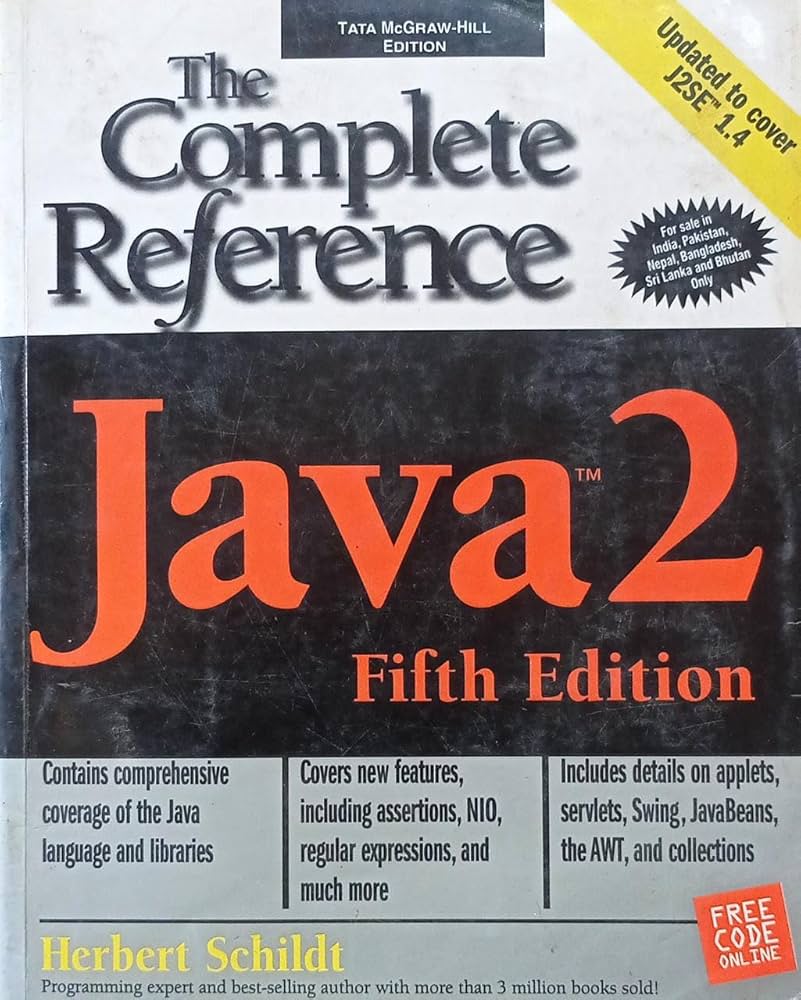 TATA McGRAW-HILL
EDITION
Updated to cover
J2SE™ 1.4
The
Complete
Reference
For sale in
India, Pakistan,
Nepal, Bangladesh,
Sri Lanka and Bhutan
Only
Java™ 2
Fifth Edition
Contains comprehensive
coverage of the Java
language and libraries
Covers new features,
including assertions, NIO,
regular expressions, and
much more
Includes details on applets,
servlets, Swing, JavaBeans,
the AWT, and collections
FREE
CODE
ONLINE
Herbert Schildt
Programming expert and best-selling author with more than 3 million books sold!